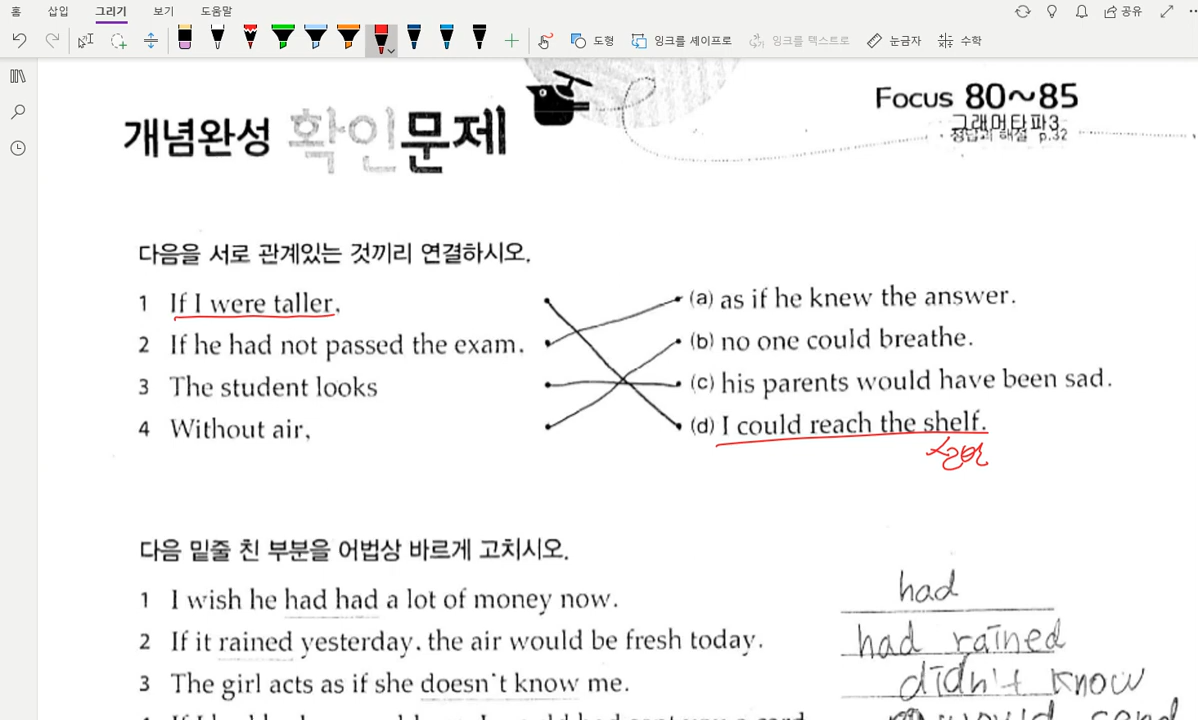 홈 삽입 그리기 보기 도움말
공유
도형 잉크를 셰이프로 잉크를 텍스트로 눈금자 수학
개념완성 확인문제
Focus 80~85
그래머타파3
정답과 해설 p.32
다음을 서로 관계있는 것끼리 연결하시오.
1 If I were taller,
(a) as if he knew the answer.
2 If he had not passed the exam.
(b) no one could breathe.
3 The student looks
(c) his parents would have been sad.
4 Without air,
(d) I could reach the shelf.
선반
다음 밑줄 친 부분을 어법상 바르게 고치시오.
1 I wish he had had a lot of money now.
had
2 If it rained yesterday. the air would be fresh today.
had rained
3 The girl acts as if she doesn't know me.
didn't know